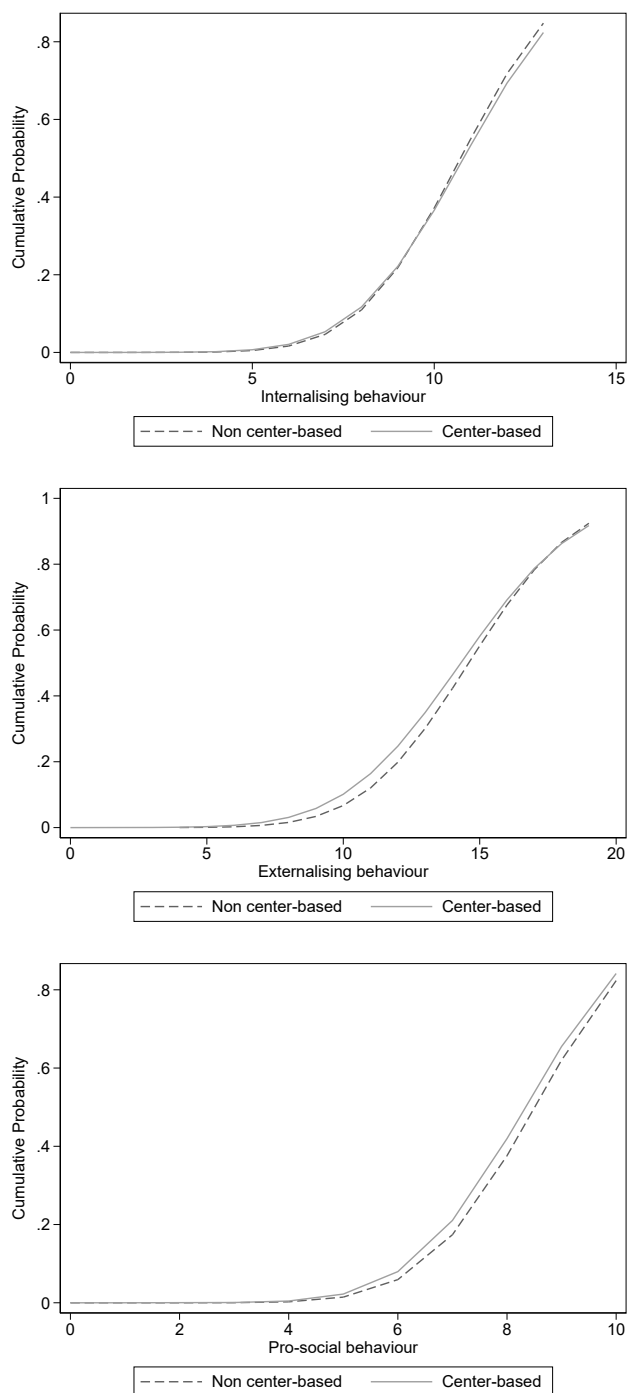 .8
.6
.4
.2
0
Cumulative Probability
0 5 10 15
Internalising behaviour
Non center-based Center-based
1
.8
.6
.4
.2
0
Cumulative Probability
0 5 10 15 20
Externalising behaviour
Non center-based Center-based
.8
.6
.4
.2
0
Cumulative Probability
0 2 4 6 8 10
Pro-social behaviour
Non center-based Center-based